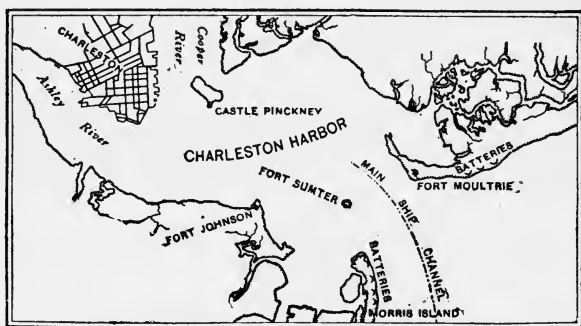 CHARLESTON
Cooper
River
Ashley
River
CASTLE PINCKNEY
CHARLESTON HARBOR
BATTERIES
FORT MOULTRIE
MAIN SHIP CHANNEL
FORT SUMTER
FORT JOHNSON
BATTERIES
MORRIS ISLAND